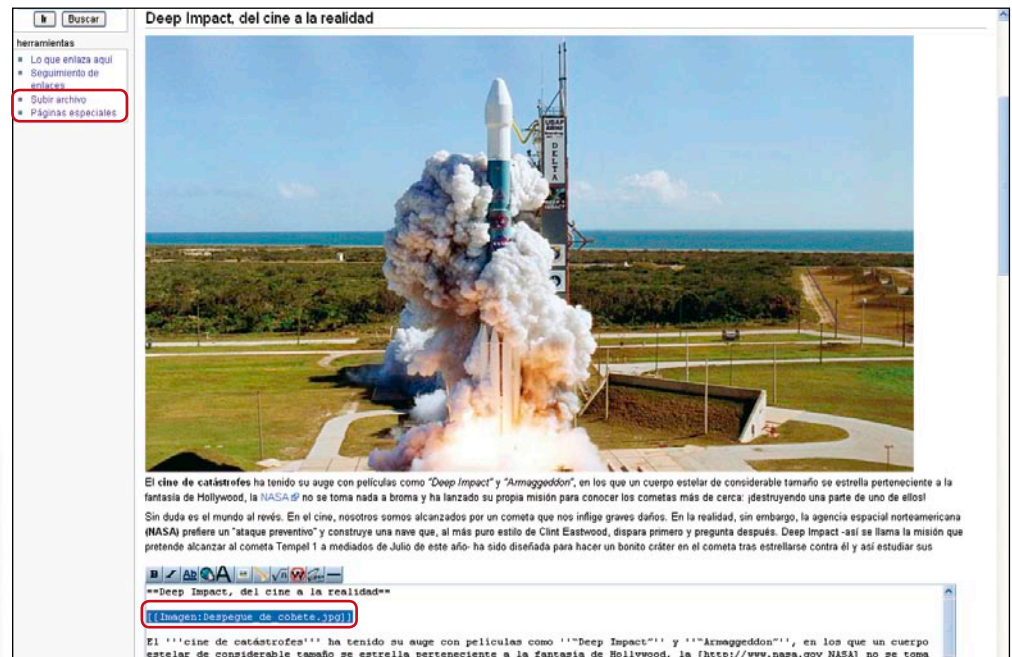 Ir Buscar
herramientas
Lo que enlaza aquí
Seguimiento de
enlaces
Subir archivo
Páginas especiales
Deep Impact, del cine a la realidad
USAF
DELTA
El cine de catástrofes ha tenido su auge con películas como "Deep Impact" y "Armaggeddon", en los que un cuerpo estelar de considerable tamaño se estrella perteneciente a la
fantasía de Hollywood, la NASA no se toma nada a broma y ha lanzado su propia misión para conocer los cometas más de cerca: ¡destruyendo una parte de uno de ellos!
Sin duda es el mundo al revés. En el cine, nosotros somos alcanzados por un cometa que nos inflige graves daños. En la realidad, sin embargo, la agencia espacial norteamericana
(NASA) prefiere un "ataque preventivo" y construye una nave que, al más puro estilo de Clint Eastwood, dispara primero y pregunta después. Deep Impact -así se llama la misión que
pretende alcanzar al cometa Tempel 1 a mediados de Julio de este año- ha sido diseñada para hacer un bonito cráter en el cometa tras estrellarse contra él y así estudiar sus
B I Ab A √n W
==Deep Impact, del cine a la realidad==
[[Imagen:Despegue de cohete.jpg]]
El '''cine de catástrofes''' ha tenido su auge con películas como ''"Deep Impact"'' y ''"Armaggeddon"'', en los que un cuerpo
estelar de considerable tamaño se estrella perteneciente a la fantasía de Hollywood, la [http://www.nasa.gov NASA] no se toma